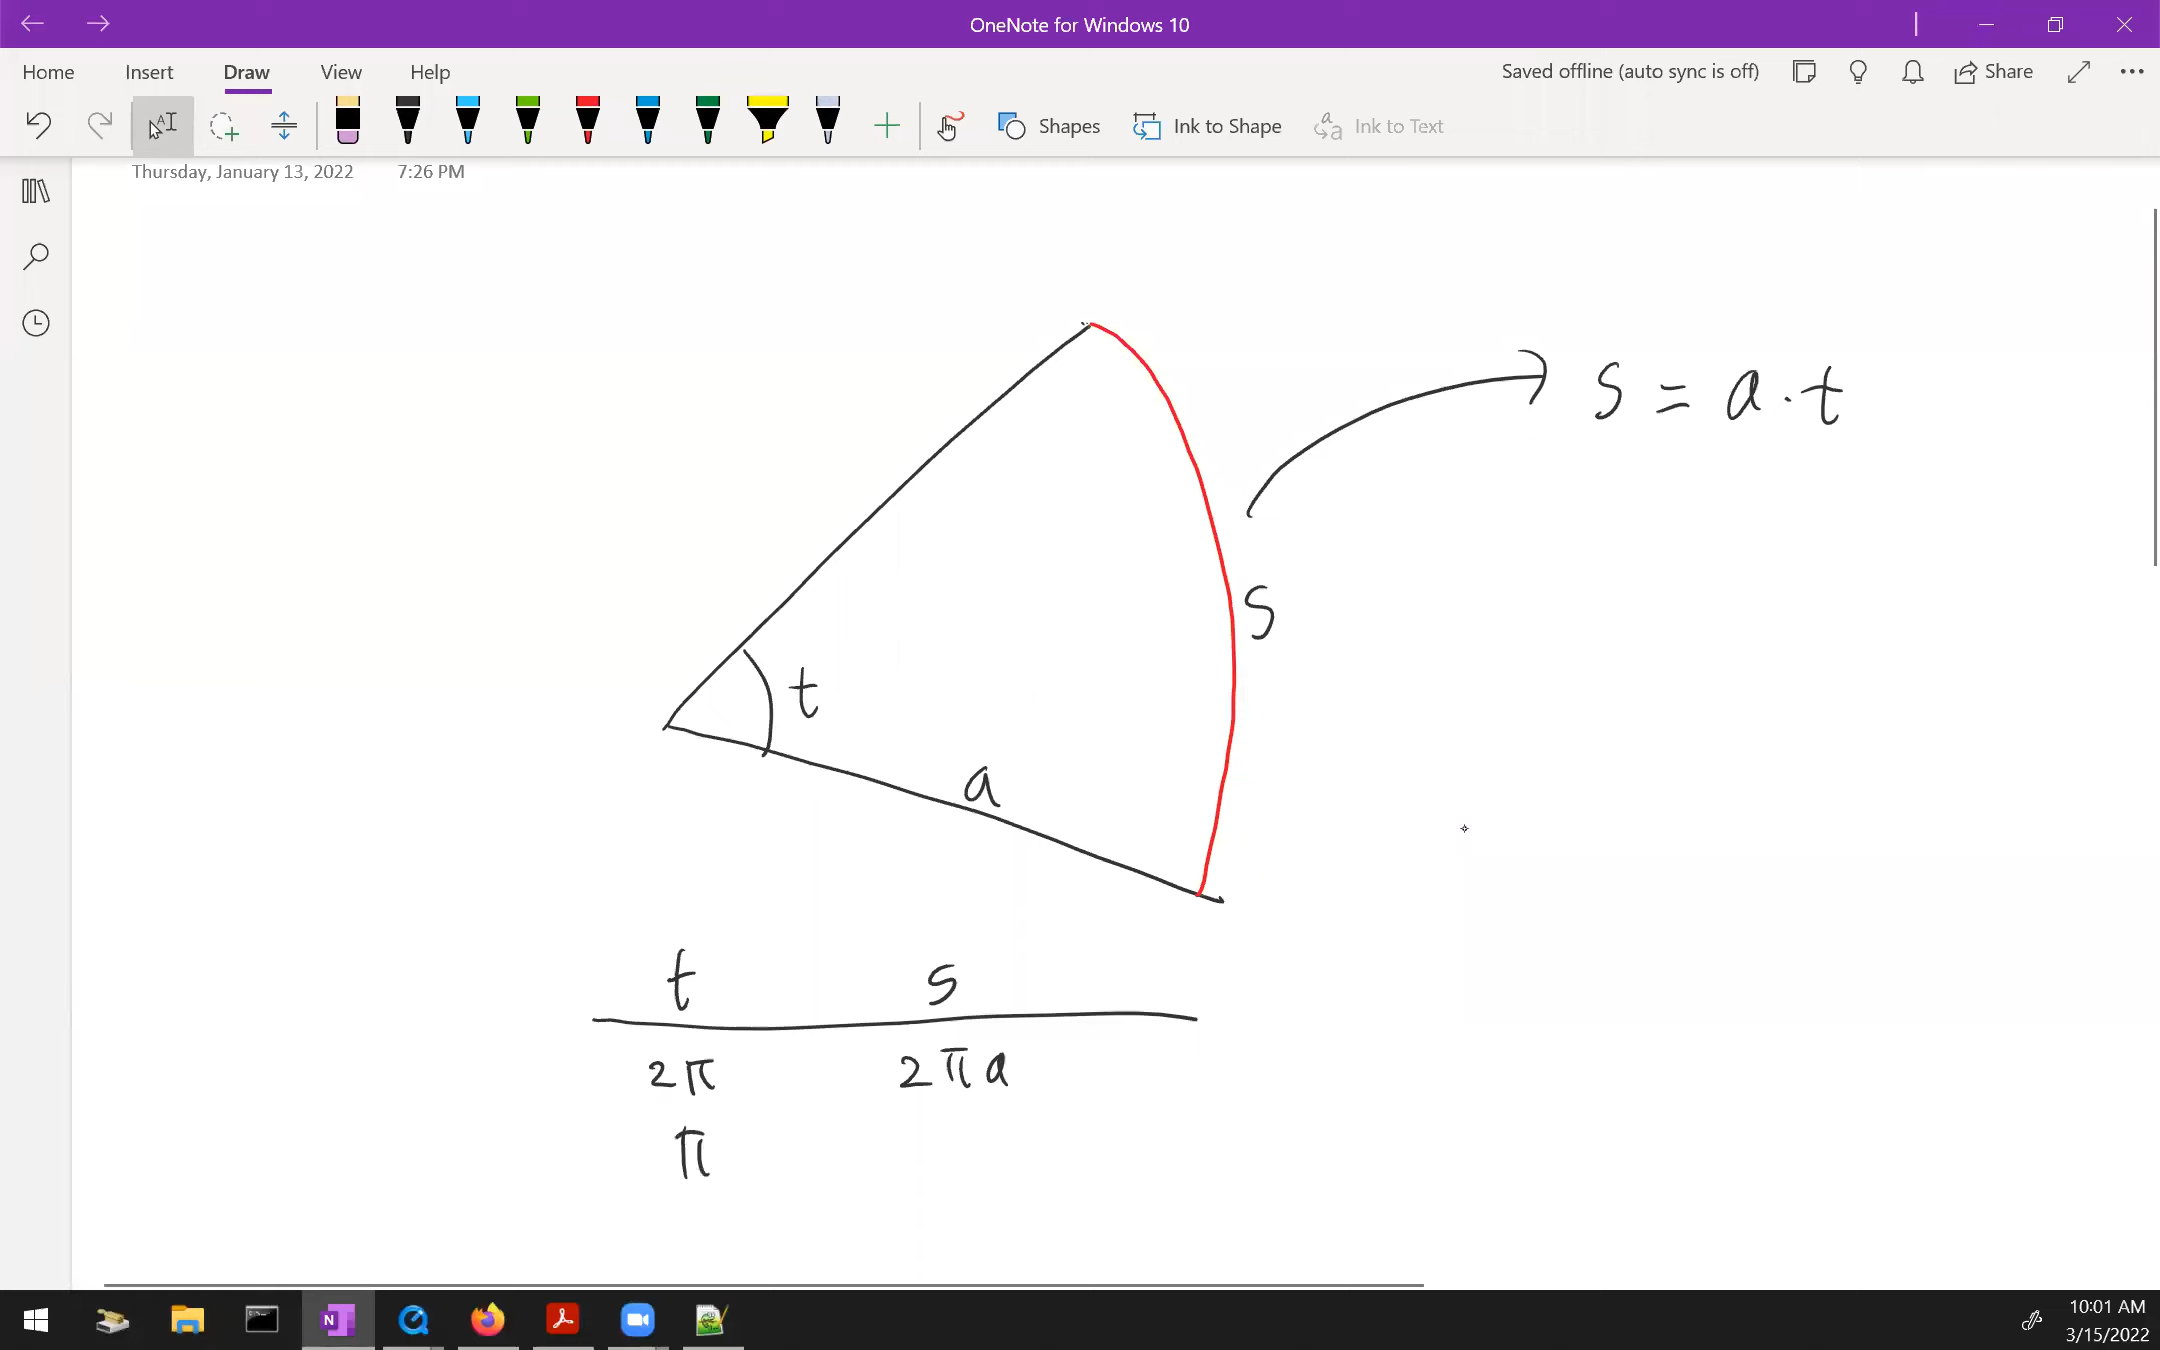 OneNote for Windows 10
Home Insert Draw View Help Saved offline (auto sync is off) Share
Shapes Ink to Shape Ink to Text
Thursday, January 13, 2022 7:26 PM
s = a · t
s
t
a
t s
2π 2πa
π
10:01 AM
3/15/2022